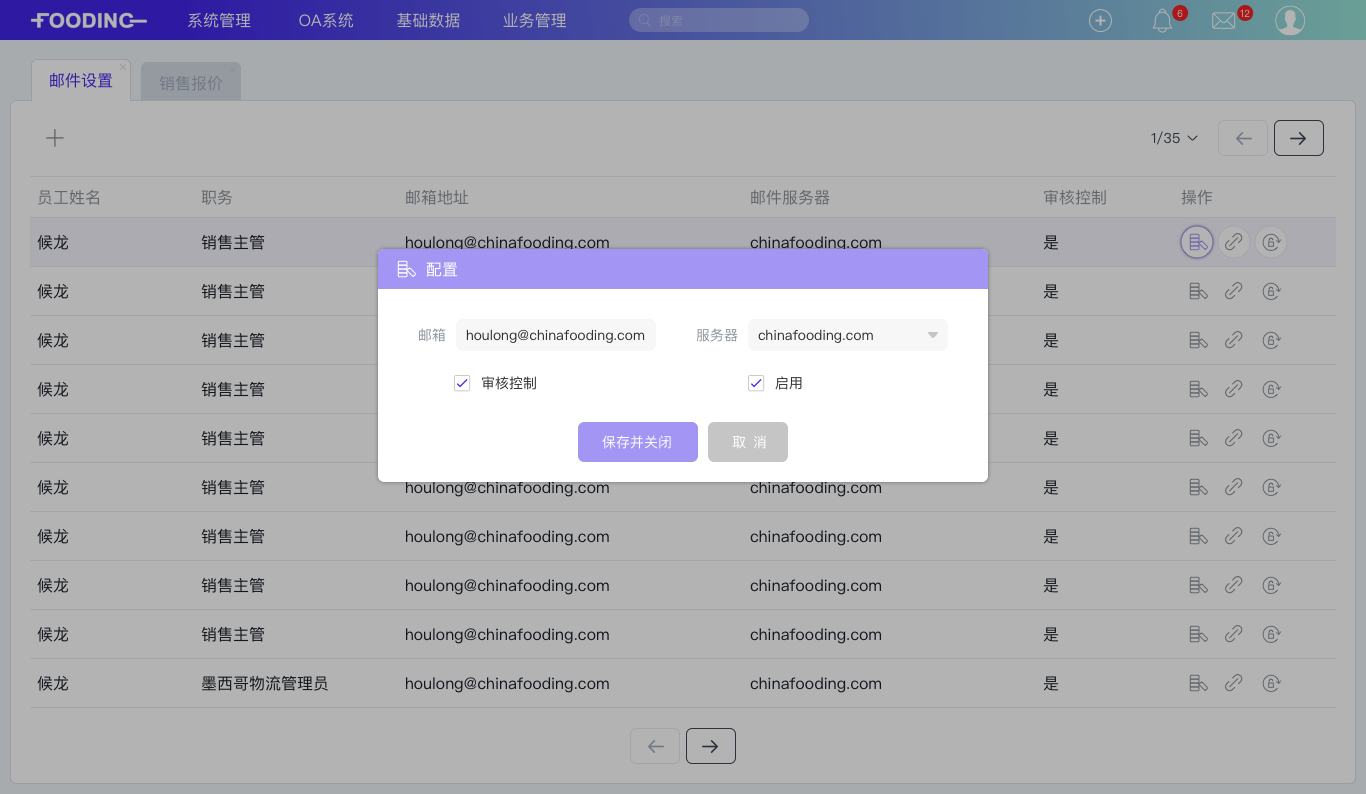 FOODING 系统管理 OA系统 基础数据 业务管理 搜索 6 12
邮件设置 销售报价
1/35
员工姓名 职务 邮箱地址 邮件服务器 审核控制 操作
候龙 销售主管 houlong@chinafooding.com chinafooding.com 是
配置
候龙 销售主管 是
邮箱 houlong@chinafooding.com 服务器 chinafooding.com
候龙 销售主管 是
审核控制 启用
候龙 销售主管 是
保存并关闭 取 消
候龙 销售主管 是
候龙 销售主管 houlong@chinafooding.com chinafooding.com 是
候龙 销售主管 houlong@chinafooding.com chinafooding.com 是
候龙 销售主管 houlong@chinafooding.com chinafooding.com 是
候龙 销售主管 houlong@chinafooding.com chinafooding.com 是
候龙 墨西哥物流管理员 houlong@chinafooding.com chinafooding.com 是